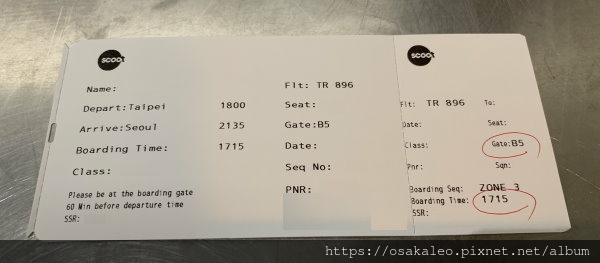 scoot
Name:
Depart:Taipei 1800
Arrive:Seoul 2135
Boarding Time: 1715
Class:
Please be at the boarding gate
60 Min before departure time
SSR:
Flt: TR 896
Seat:
Gate:B5
Date:
Seq No:
PNR:
scoot
Flt: TR 896 To:
Date: Seat:
Class: Gate:B5
Pnr: Sqn:
Boarding Seq: ZONE 3
Boarding Time: 1715
SSR:
https://osakaleo.pixnet.net/album